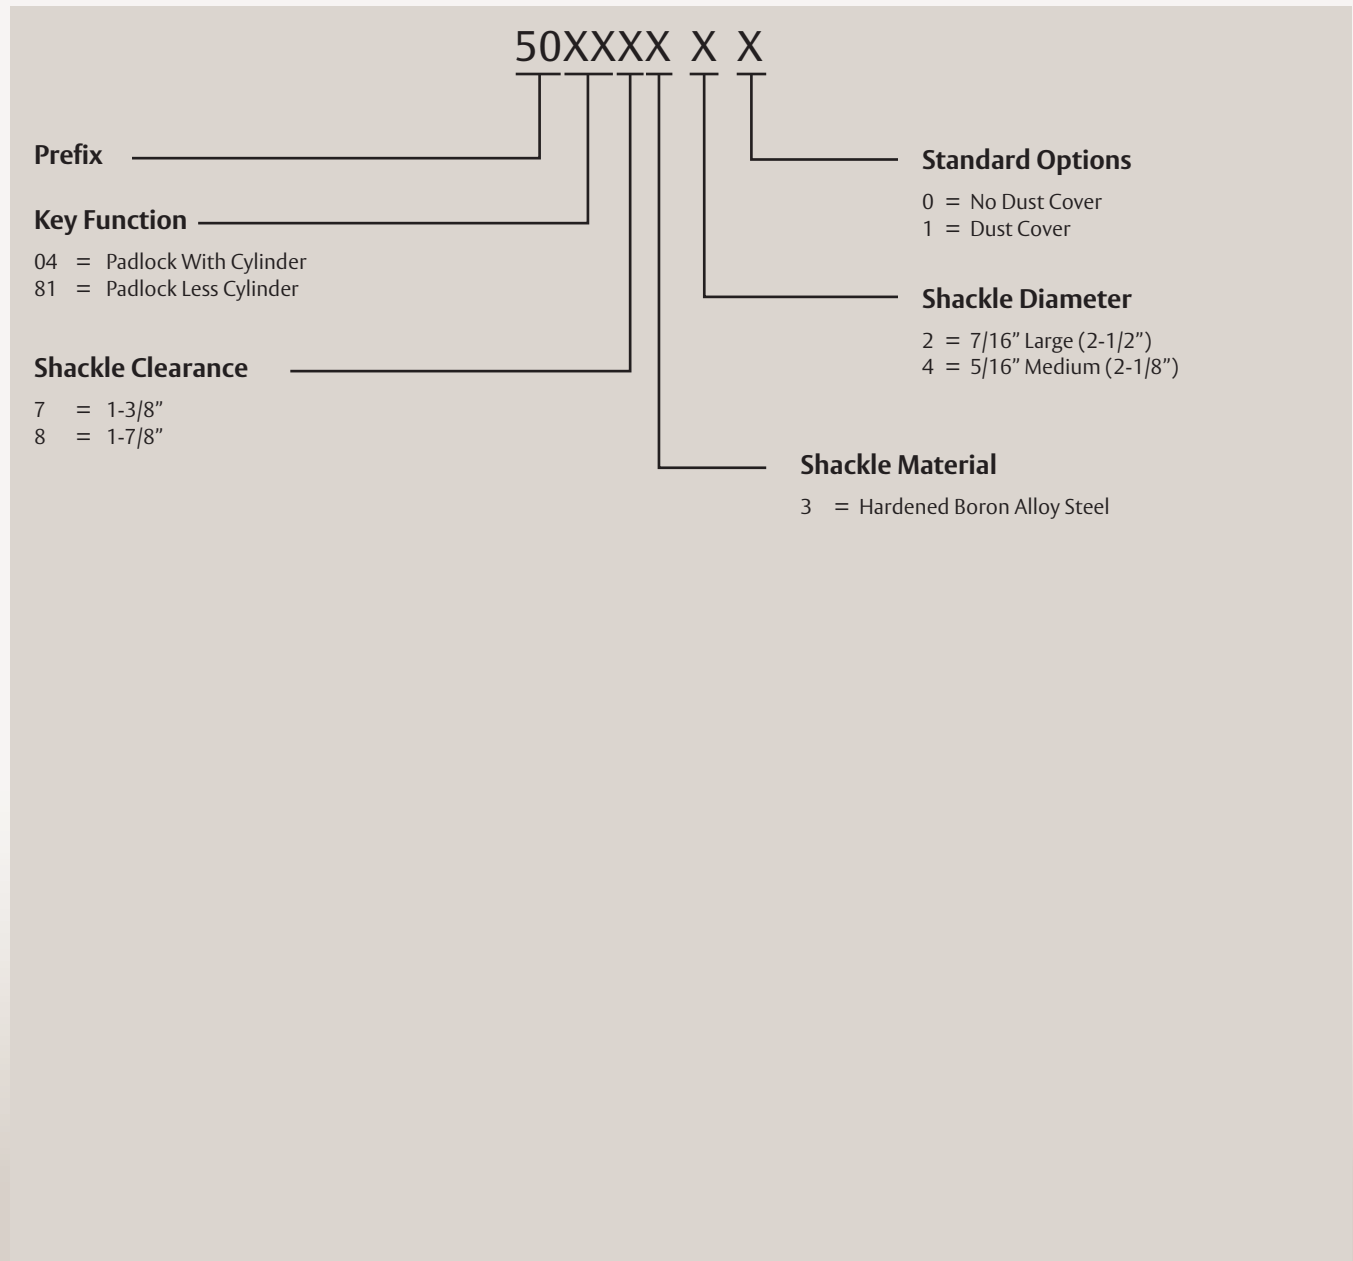 50XXXX X X
Prefix
Key Function
04 = Padlock With Cylinder
81 = Padlock Less Cylinder
Shackle Clearance
7 = 1-3/8”
8 = 1-7/8”
Standard Options
0 = No Dust Cover
1 = Dust Cover
Shackle Diameter
2 = 7/16” Large (2-1/2”)
4 = 5/16” Medium (2-1/8”)
Shackle Material
3 = Hardened Boron Alloy Steel